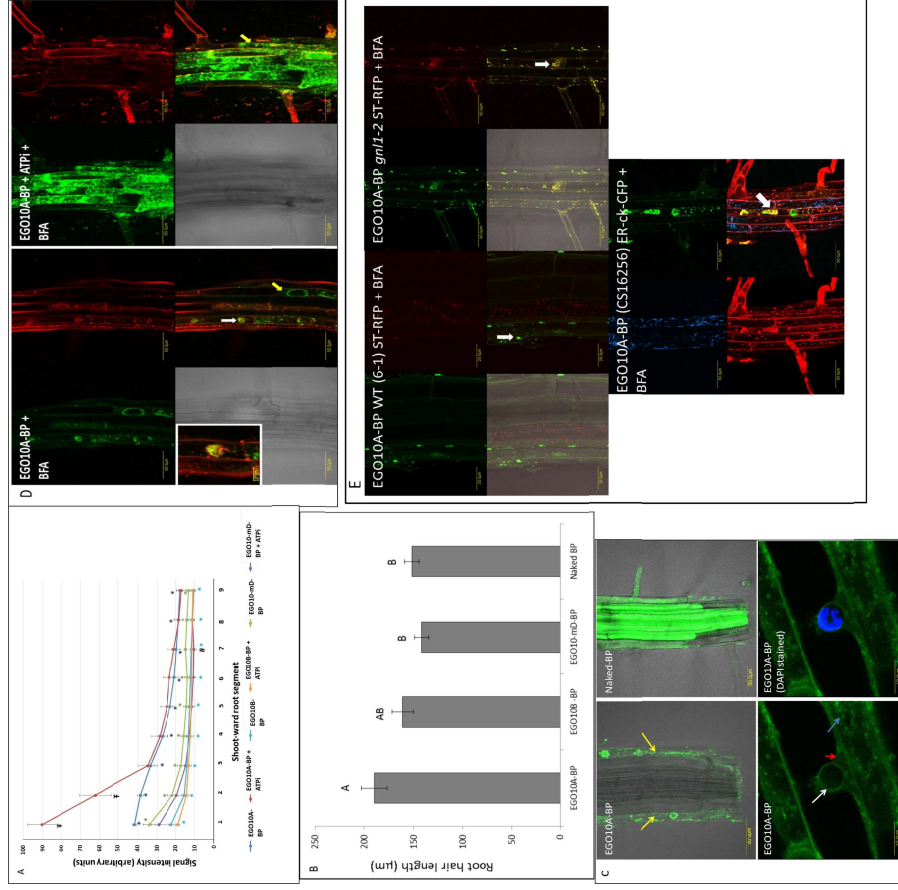 A
Signal intensity (arbitrary units)
100
90
80
70
60
50
40
30
20
10
0
1
2
3
4
5
6
7
8
9
Shoot-ward root segment
EGO10A-BP
EGO10A-BP + ATPi
EGO10B-BP
EGO10B-BP + ATPi
EGO10-mD-BP
EGO10-mD-BP + ATPi
B
Root hair length (µm)
250
200
150
100
50
0
A
AB
B
B
EGO10A-BP
EGO10B -BP
EGO10-mD-BP
Naked BP
C
EGO10A-BP
Naked-BP
50.0µm
EGO10A-BP
EGO10A-BP
(DAPI stained)
D
EGO10A-BP +
BFA
EGO10A-BP + ATPi +
BFA
E
EGO10A-BP WT (6-1) ST-RFP + BFA
EGO10A-BP gnl1-2 ST-RFP + BFA
EGO10A-BP (CS16256) ER-ck-CFP +
BFA